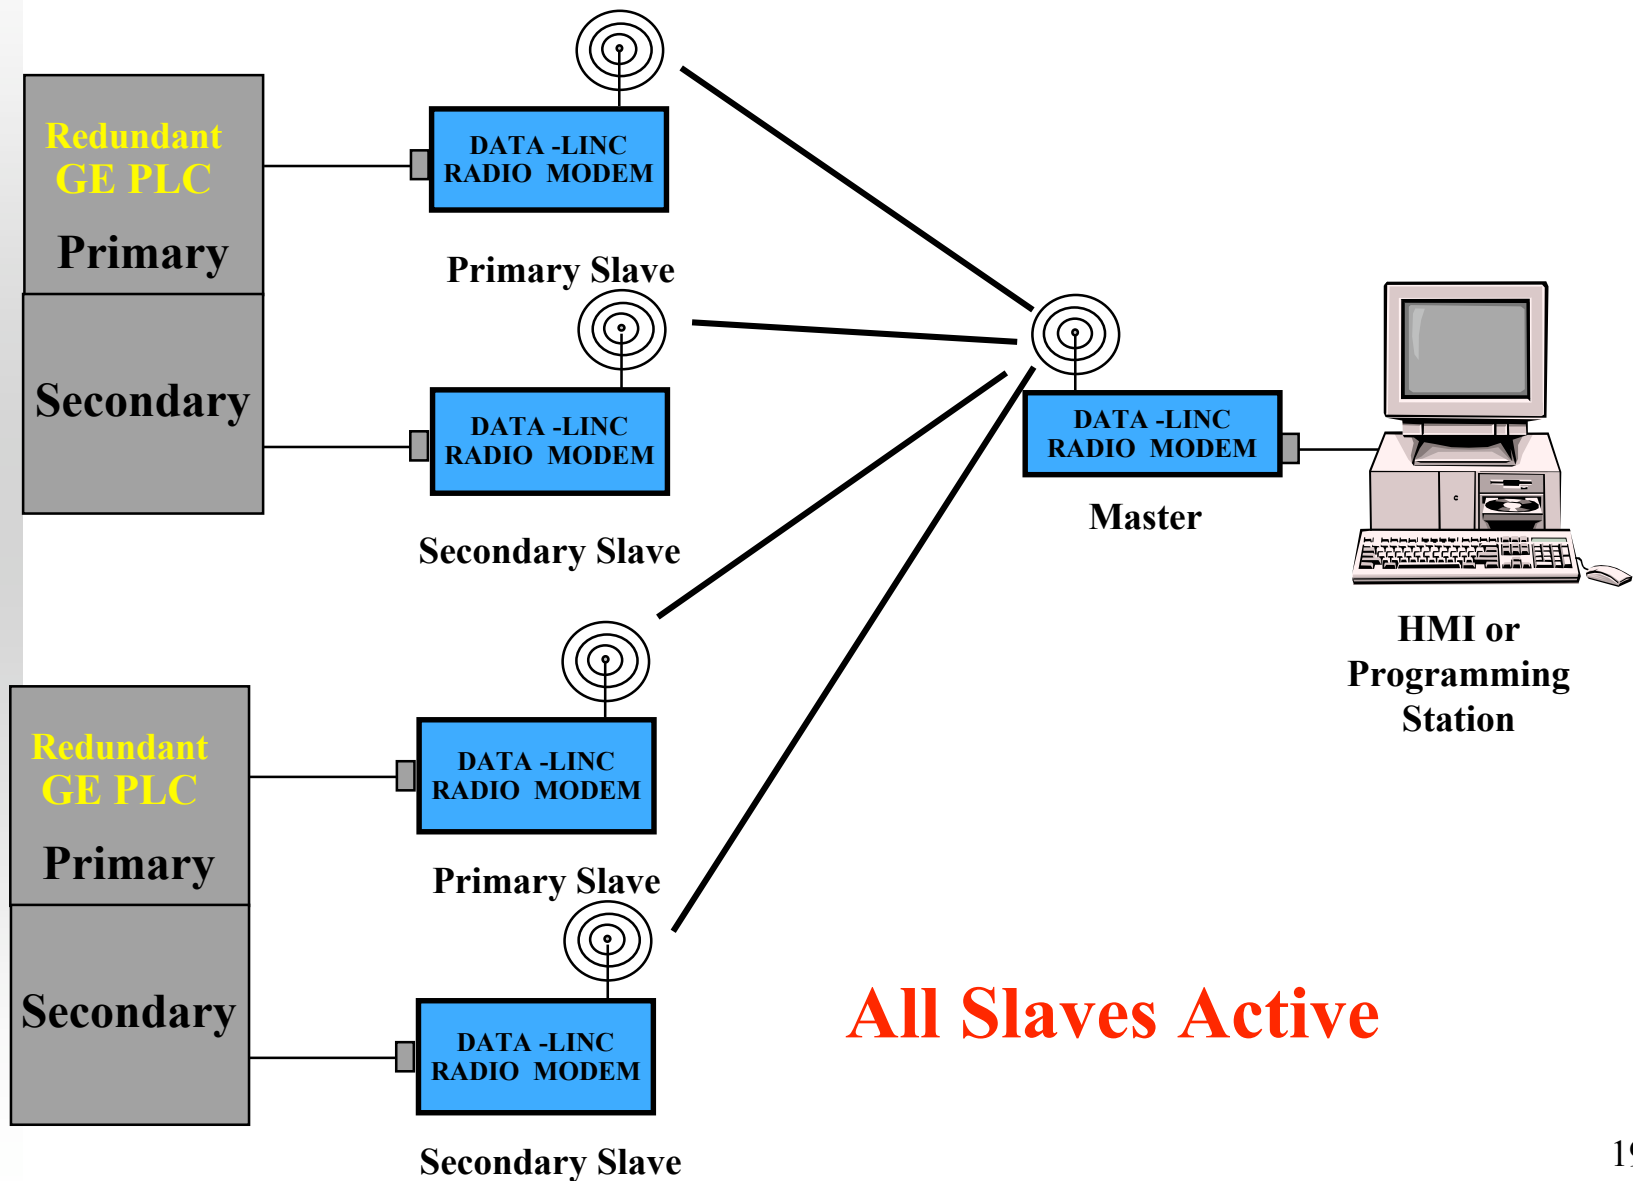 Redundant
GE PLC
Primary
Secondary
DATA -LINC
RADIO MODEM
Primary Slave
DATA -LINC
RADIO MODEM
Secondary Slave
DATA -LINC
RADIO MODEM
Master
HMI or
Programming
Station
Redundant
GE PLC
Primary
Secondary
DATA -LINC
RADIO MODEM
Primary Slave
DATA -LINC
RADIO MODEM
Secondary Slave
All Slaves Active
19